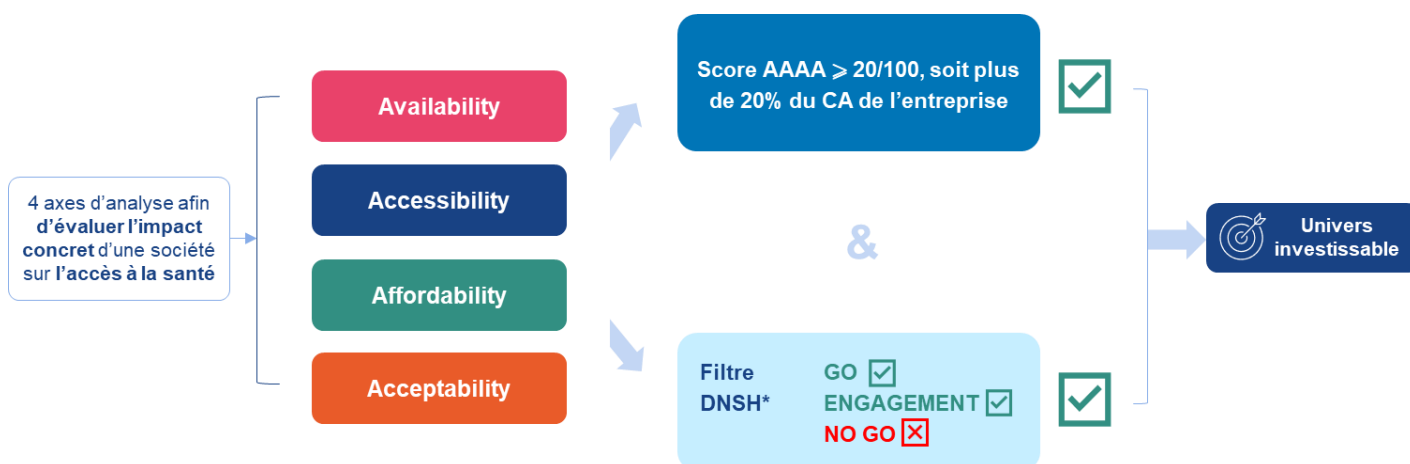 4 axes d'analyse afin
d'évaluer l'impact
concret d'une société
sur l'accès à la santé
Availability
Accessibility
Affordability
Acceptability
Score AAAA ⩾ 20/100, soit plus
de 20% du CA de l'entreprise
&
Filtre
DNSH*
GO
ENGAGEMENT
NO GO
Univers
investissable